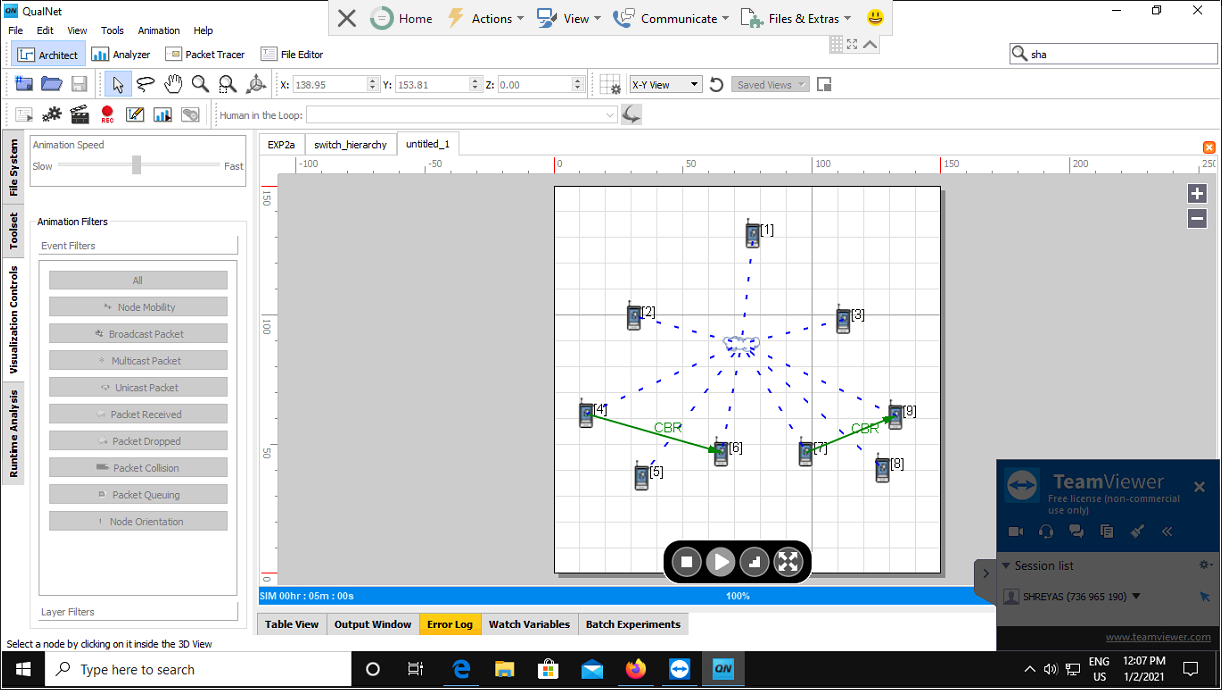 QN QualNet
Home Actions View Communicate Files & Extras
File Edit View Tools Animation Help
Architect Analyzer Packet Tracer File Editor
sha
X: 138.95 Y: 153.81 Z: 0.00 X-Y View Saved Views
REC Human in the Loop:
File System
Toolset
Visualization Controls
Runtime Analysis
Animation Speed
Slow Fast
Animation Filters
Event Filters
All
Node Mobility
Broadcast Packet
Multicast Packet
Unicast Packet
Packet Received
Packet Dropped
Packet Collision
Packet Queuing
Node Orientation
Layer Filters
EXP2a switch_hierarchy untitled_1
-100 -50 0 50 100 150 200 250
150
100
50
0
[1]
[2]
[3]
[4]
[9]
CBR
CBR
[6]
[7]
[5]
[8]
SIM 00hr : 05m : 00s 100%
Table View Output Window Error Log Watch Variables Batch Experiments
TeamViewer
Free license (non-commercial
use only)
Session list
SHREYAS (736 965 190)
www.teamviewer.com
Select a node by clicking on it inside the 3D View
Type here to search
QN
ENG
US
12:07 PM
1/2/2021